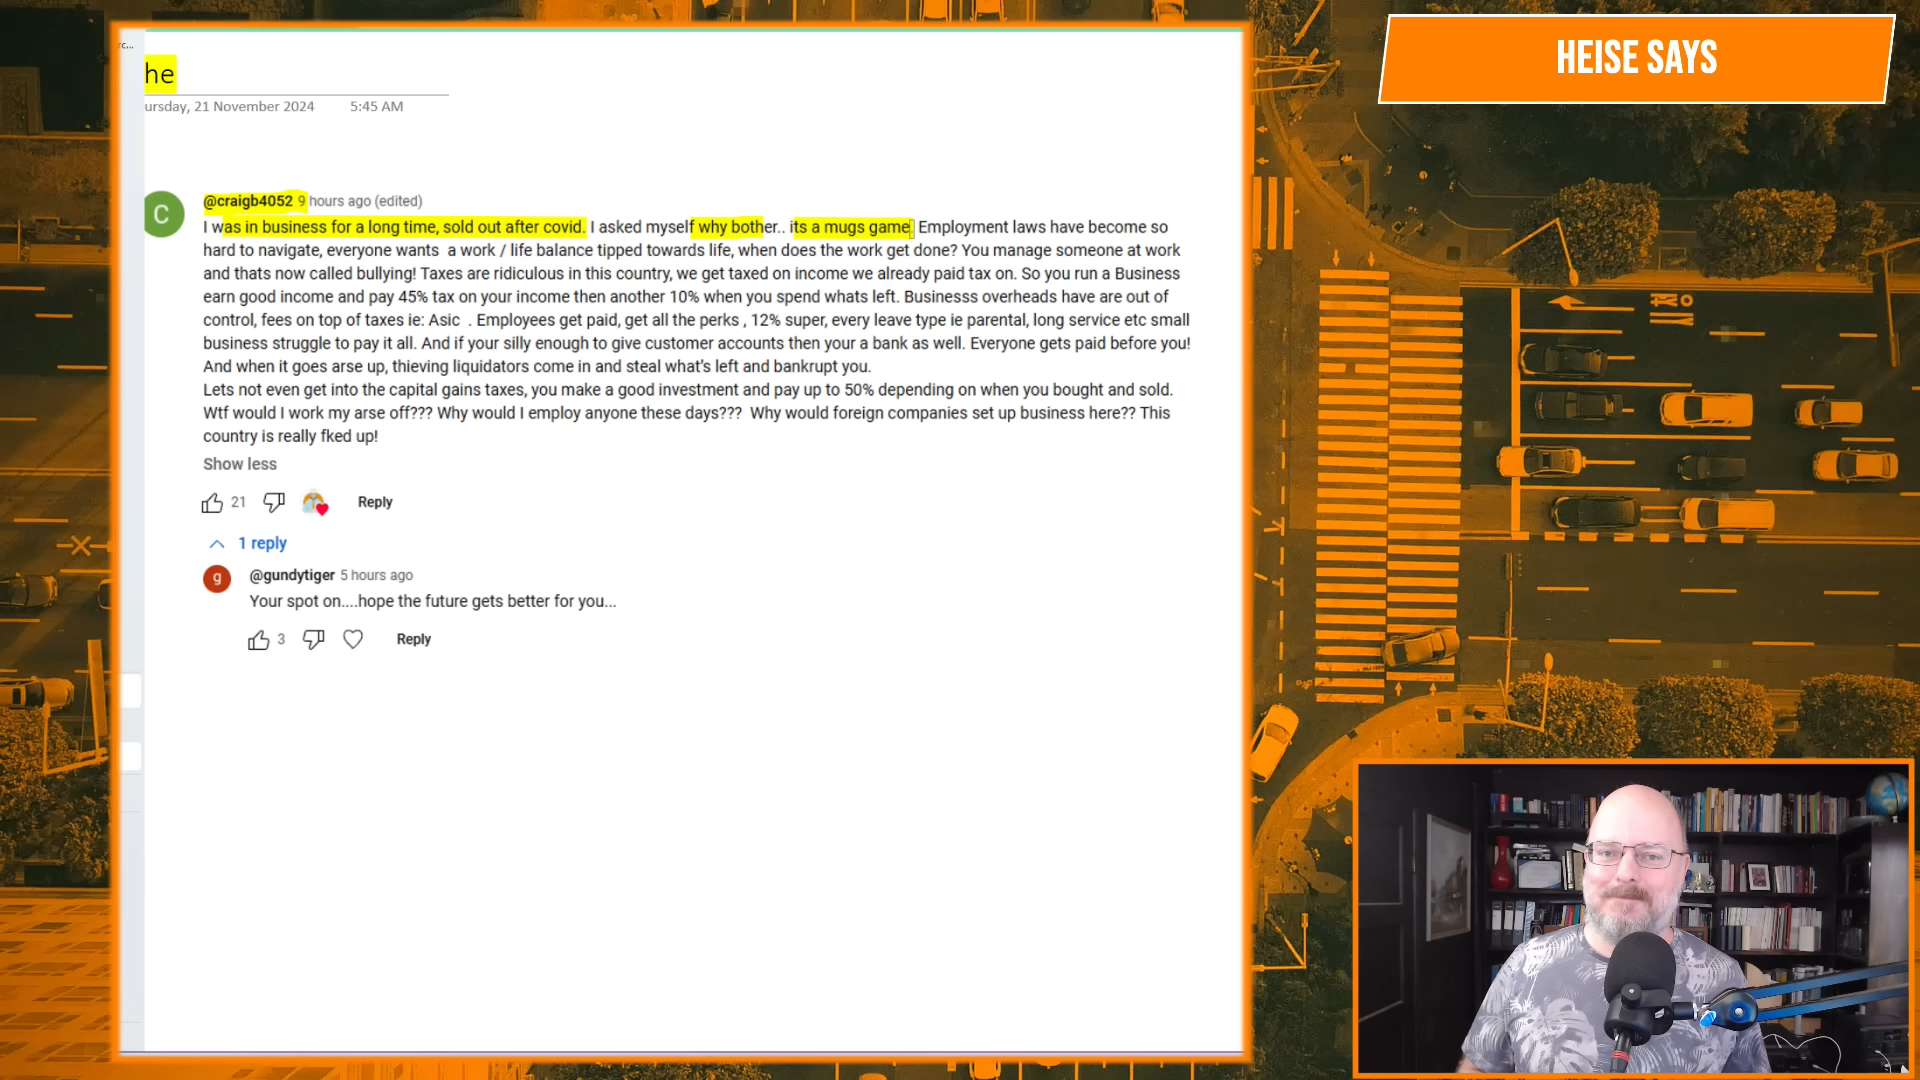 rc...
HEISE SAYS
he
ursday, 21 November 2024 5:45 AM
C
@craigb4052 9 hours ago (edited)
I was in business for a long time, sold out after covid. I asked myself why bother.. its a mugs game. Employment laws have become so
hard to navigate, everyone wants a work / life balance tipped towards life, when does the work get done? You manage someone at work
and thats now called bullying! Taxes are ridiculous in this country, we get taxed on income we already paid tax on. So you run a Business
earn good income and pay 45% tax on your income then another 10% when you spend whats left. Businesss overheads have are out of
control, fees on top of taxes ie: Asic . Employees get paid, get all the perks , 12% super, every leave type ie parental, long service etc small
business struggle to pay it all. And if your silly enough to give customer accounts then your a bank as well. Everyone gets paid before you!
And when it goes arse up, thieving liquidators come in and steal what's left and bankrupt you.
Lets not even get into the capital gains taxes, you make a good investment and pay up to 50% depending on when you bought and sold.
Wtf would I work my arse off??? Why would I employ anyone these days??? Why would foreign companies set up business here?? This
country is really fked up!
Show less
21 Reply
1 reply
g
@gundytiger 5 hours ago
Your spot on....hope the future gets better for you...
3 Reply